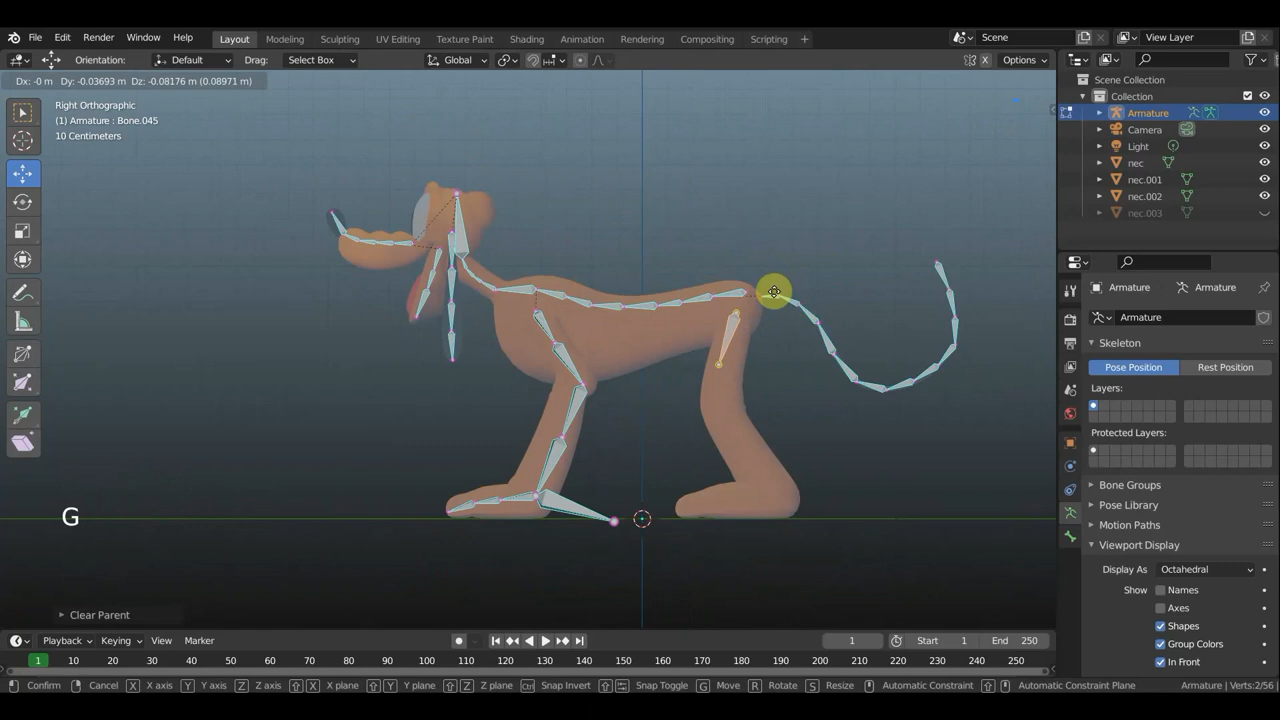 File Edit Render Window Help Layout Modeling Sculpting UV Editing Texture Paint Shading Animation Rendering Compositing Scripting + Scene View Layer
Orientation: Default Drag: Select Box Global X Options
Dx: -0 m Dy: -0.03693 m Dz: -0.08176 m (0.08971 m)
Right Orthographic
(1) Armature : Bone.045
10 Centimeters
Scene Collection
Collection
Armature
Camera
Light
nec
nec.001
nec.002
nec.003
Armature Armature
Armature
Skeleton
Pose Position Rest Position
Layers:
Protected Layers:
Bone Groups
Pose Library
Motion Paths
Viewport Display
Display As Octahedral
Show Names
Axes
Shapes
Group Colors
In Front
G
Clear Parent
Playback Keying View Marker 1 Start 1 End 250
1 10 20 30 40 50 60 70 80 90 100 110 120 130 140 150 160 170 180 190 200 210 220 230 240 250
Confirm Cancel X X axis Y Y axis Z Z axis X X plane Y Y plane Z Z plane Ctrl Snap Invert Snap Toggle G Move R Rotate S Resize Automatic Constraint Automatic Constraint Plane Armature | Verts:2/56